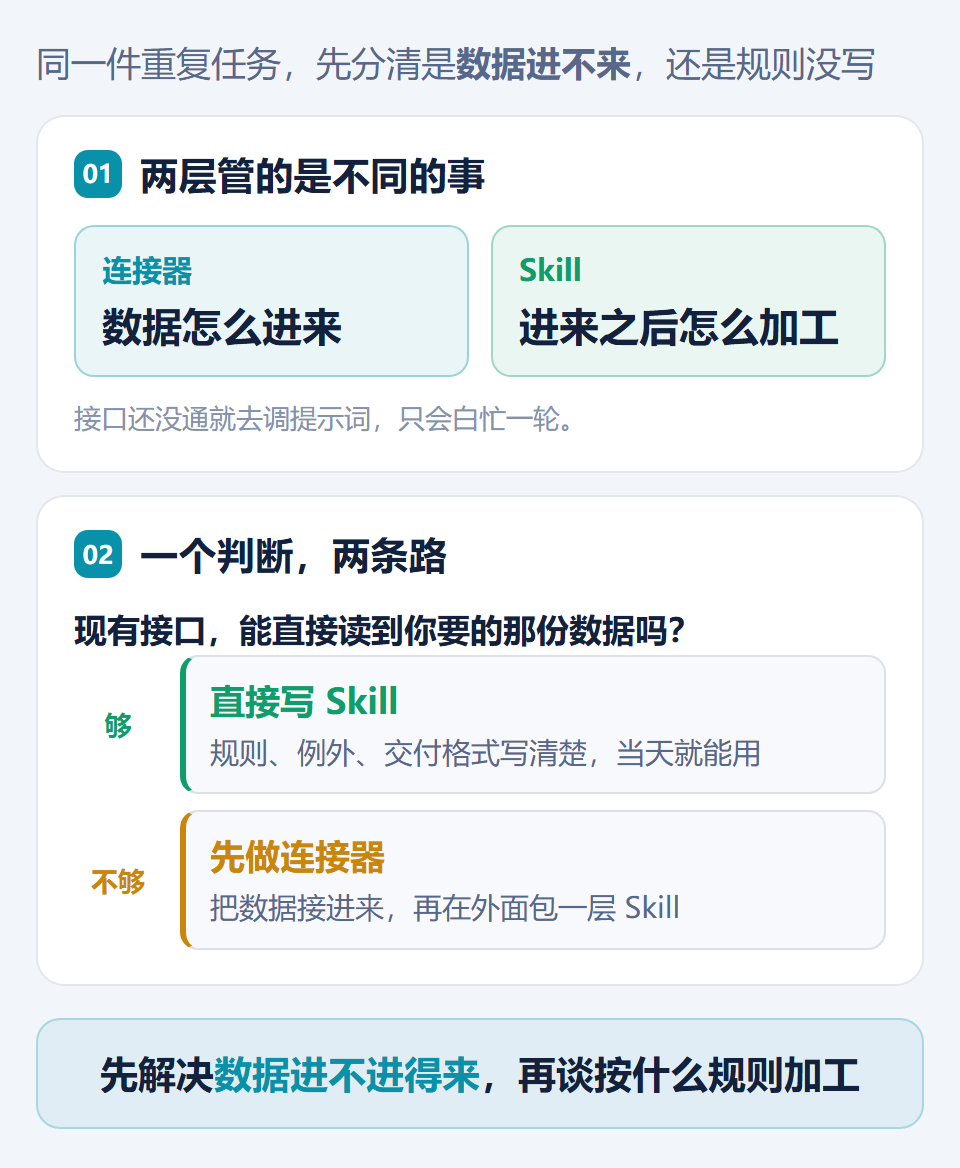 同一件重复任务，先分清是数据进不来，还是规则没写
01 两层管的是不同的事
连接器
数据怎么进来
Skill
进来之后怎么加工
接口还没通就去调提示词，只会白忙一轮。
02 一个判断，两条路
现有接口，能直接读到你要的那份数据吗？
够
直接写 Skill
规则、例外、交付格式写清楚，当天就能用
不够
先做连接器
把数据接进来，再在外面包一层 Skill
先解决数据进不进得来，再谈按什么规则加工